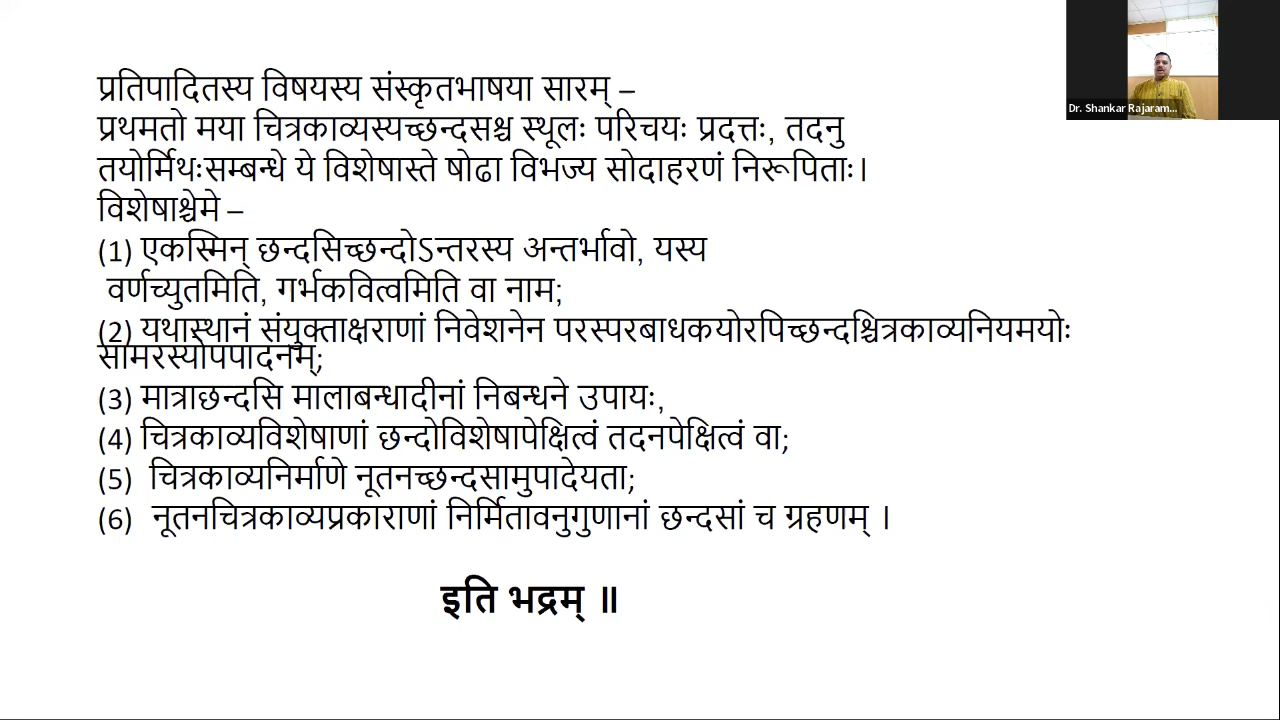 प्रतिपादितस्य विषयस्य संस्कृतभाषया सारम् –
प्रथमतो मया चित्रकाव्यस्यच्छन्दसश्च स्थूलः परिचयः प्रदत्तः, तदनु
तयोर्मिथःसम्बन्धे ये विशेषास्ते षोढा विभज्य सोदाहरणं निरूपिताः।
विशेषाश्चेमे –
(1) एकस्मिन् छन्दसिच्छन्दोऽन्तरस्य अन्तर्भावो, यस्य
वर्णच्युतमिति, गर्भकवित्वमिति वा नाम;
(2) यथास्थानं संयुक्ताक्षराणां निवेशनेन परस्परबाधकयोरपिच्छन्दश्चित्रकाव्यनियमयोः
सामरस्योपपादनम्;
(3) मात्राछन्दसि मालाबन्धादीनां निबन्धने उपायः,
(4) चित्रकाव्यविशेषाणां छन्दोविशेषापेक्षित्वं तदनपेक्षित्वं वा;
(5) चित्रकाव्यनिर्माणे नूतनच्छन्दसामुपादेयता;
(6) नूतनचित्रकाव्यप्रकाराणां निर्मितावनुगुणानां छन्दसां च ग्रहणम् ।
इति भद्रम् ॥
Dr. Shankar Rajaram...